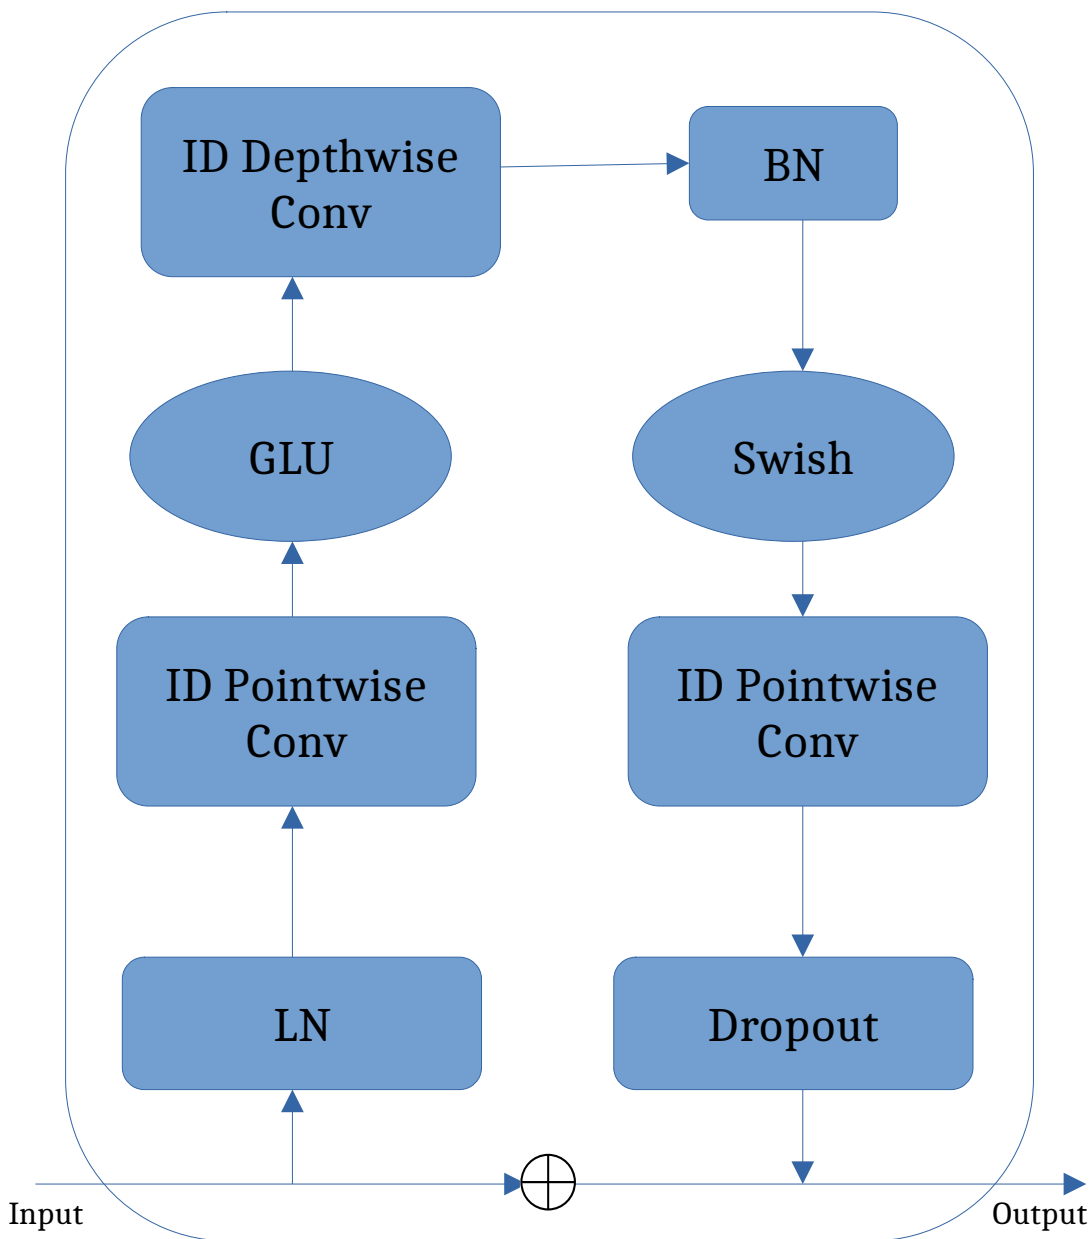 ID Depthwise
Conv
BN
GLU
Swish
ID Pointwise
Conv
ID Pointwise
Conv
LN
Dropout
Input
Output